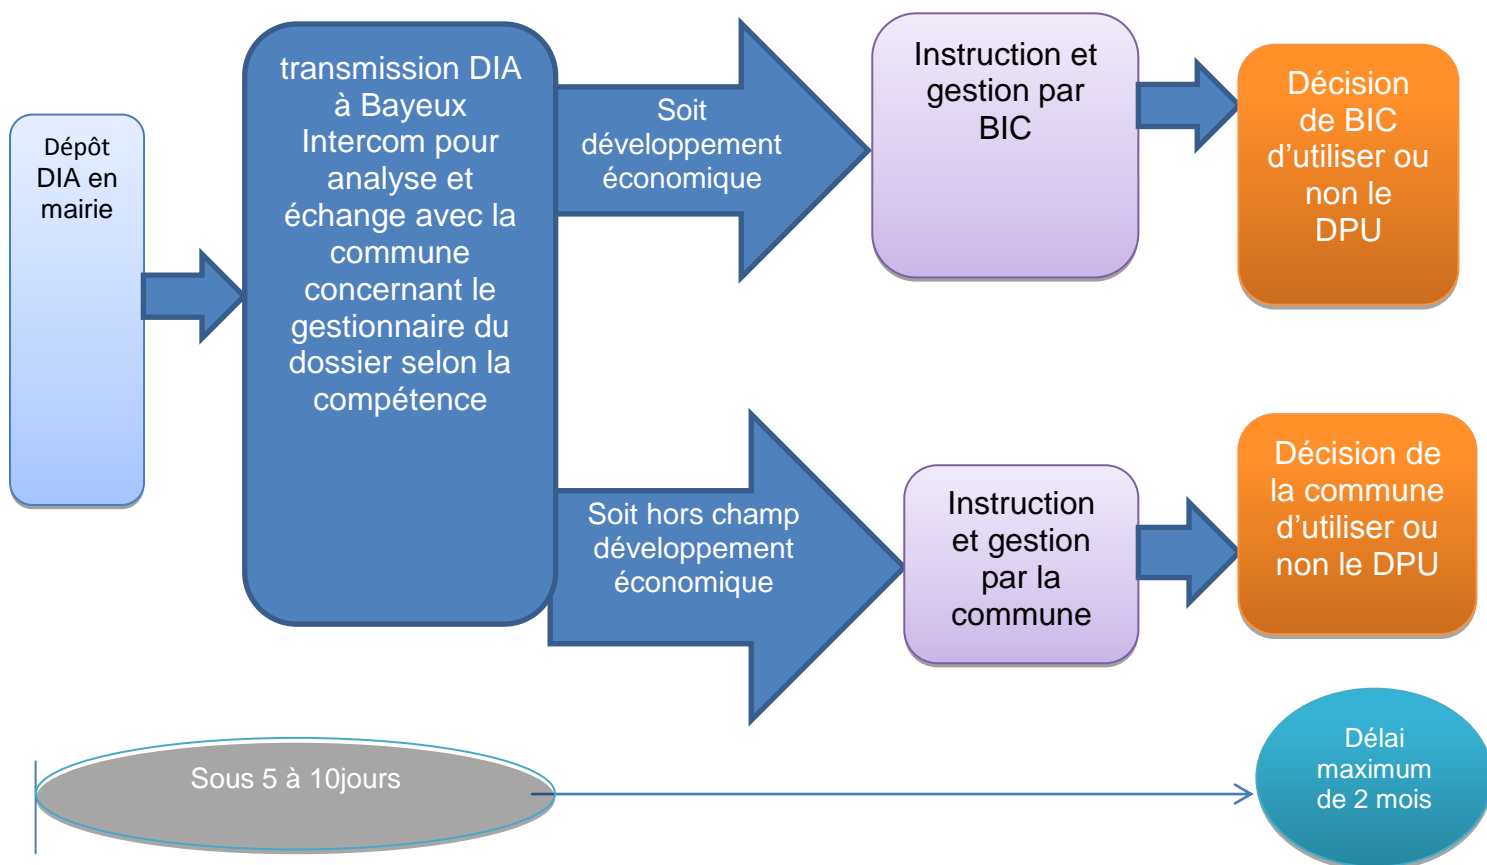 Dépôt
DIA en
mairie
transmission DIA
à Bayeux
Intercom pour
analyse et
échange avec la
commune
concernant le
gestionnaire du
dossier selon la
compétence
Soit
développement
économique
Instruction et
gestion par
BIC
Décision
de BIC
d’utiliser ou
non le
DPU
Soit hors champ
développement
économique
Instruction
et gestion
par la
commune
Décision de
la commune
d’utiliser ou
non le DPU
Sous 5 à 10jours
Délai
maximum
de 2 mois